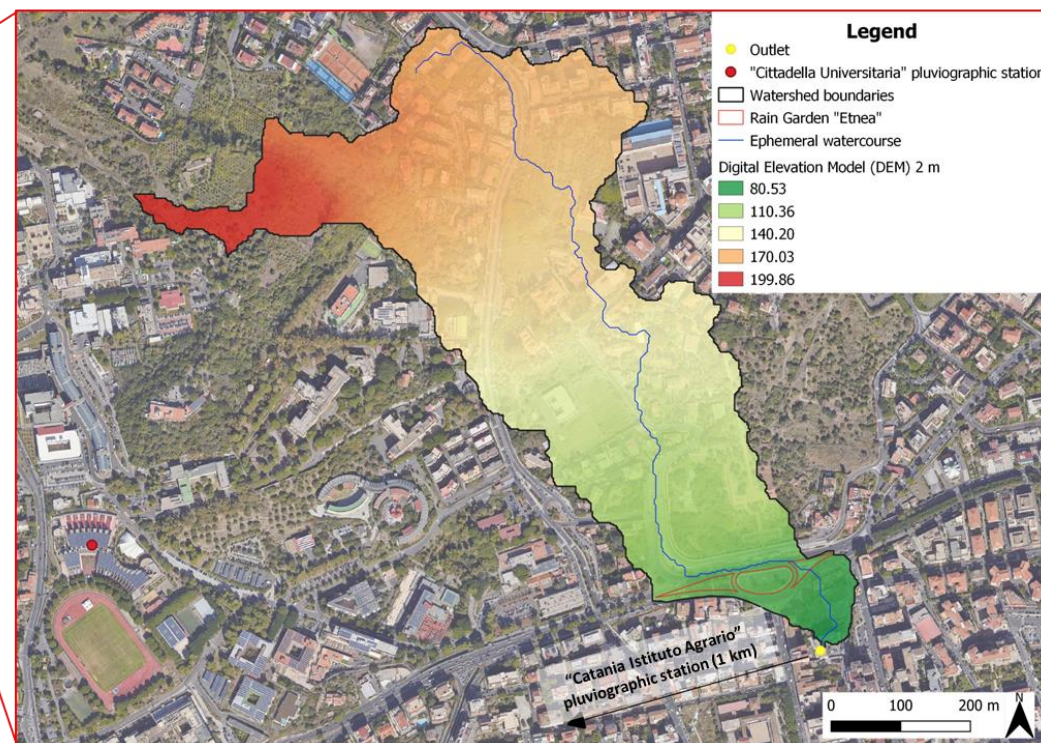 Legend
Outlet
"Cittadella Universitaria" pluviographic station
Watershed boundaries
Rain Garden "Etnea"
Ephemeral watercourse
Digital Elevation Model (DEM) 2 m
80.53
110.36
140.20
170.03
199.86
“Catania Istituto Agrario”
pluviographic station (1 km)
0 100 200 m
N